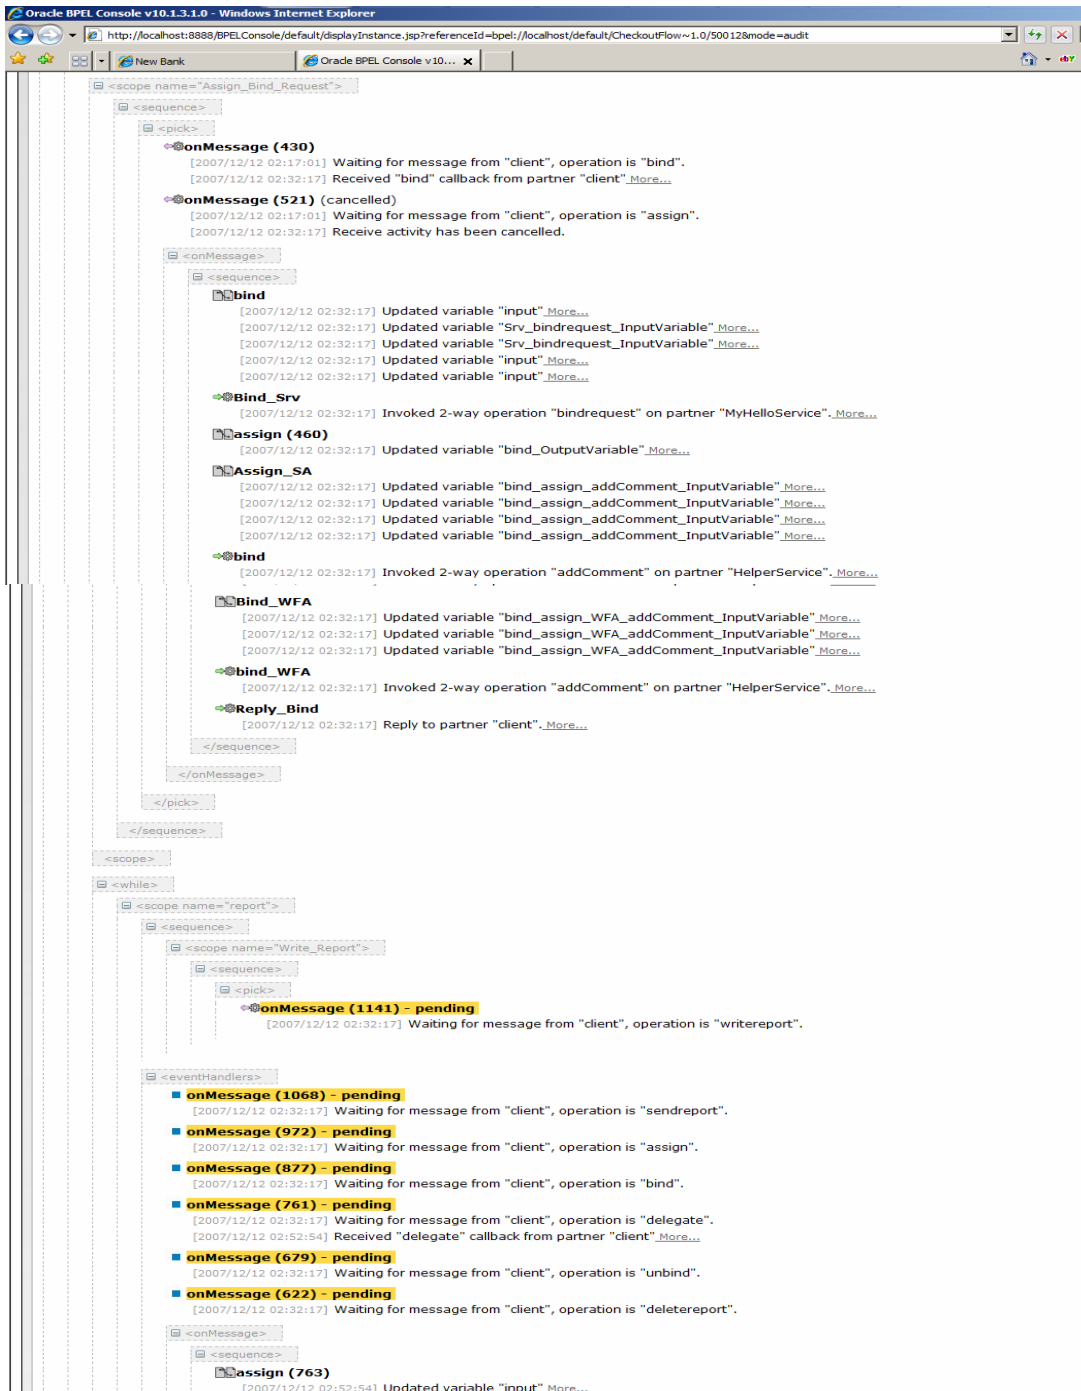 Oracle BPEL Console v10.1.3.1.0 - Windows Internet Explorer
http://localhost:8888/BPELConsole/default/displayInstance.jsp?referenceId=bpel://localhost/default/CheckoutFlow~1.0/50012&mode=audit
New Bank Oracle BPEL Console v10... ebY
<scope name="Assign_Bind_Request">
<sequence>
<pick>
onMessage (430)
[2007/12/12 02:17:01] Waiting for message from "client", operation is "bind".
[2007/12/12 02:32:17] Received "bind" callback from partner "client" More...
onMessage (521) (cancelled)
[2007/12/12 02:17:01] Waiting for message from "client", operation is "assign".
[2007/12/12 02:32:17] Receive activity has been cancelled.
<onMessage>
<sequence>
bind
[2007/12/12 02:32:17] Updated variable "input" More...
[2007/12/12 02:32:17] Updated variable "Srv_bindrequest_InputVariable" More...
[2007/12/12 02:32:17] Updated variable "Srv_bindrequest_InputVariable" More...
[2007/12/12 02:32:17] Updated variable "input" More...
[2007/12/12 02:32:17] Updated variable "input" More...
Bind_Srv
[2007/12/12 02:32:17] Invoked 2-way operation "bindrequest" on partner "MyHelloService". More...
assign (460)
[2007/12/12 02:32:17] Updated variable "bind_OutputVariable" More...
Assign_SA
[2007/12/12 02:32:17] Updated variable "bind_assign_addComment_InputVariable" More...
[2007/12/12 02:32:17] Updated variable "bind_assign_addComment_InputVariable" More...
[2007/12/12 02:32:17] Updated variable "bind_assign_addComment_InputVariable" More...
[2007/12/12 02:32:17] Updated variable "bind_assign_addComment_InputVariable" More...
bind
[2007/12/12 02:32:17] Invoked 2-way operation "addComment" on partner "HelperService". More...
Bind_WFA
[2007/12/12 02:32:17] Updated variable "bind_assign_WFA_addComment_InputVariable" More...
[2007/12/12 02:32:17] Updated variable "bind_assign_WFA_addComment_InputVariable" More...
[2007/12/12 02:32:17] Updated variable "bind_assign_WFA_addComment_InputVariable" More...
bind_WFA
[2007/12/12 02:32:17] Invoked 2-way operation "addComment" on partner "HelperService". More...
Reply_Bind
[2007/12/12 02:32:17] Reply to partner "client". More...
</sequence>
</onMessage>
</pick>
</sequence>
<scope>
<while>
<scope name="report">
<sequence>
<scope name="Write_Report">
<sequence>
<pick>
onMessage (1141) - pending
[2007/12/12 02:32:17] Waiting for message from "client", operation is "writereport".
<eventHandlers>
onMessage (1068) - pending
[2007/12/12 02:32:17] Waiting for message from "client", operation is "sendreport".
onMessage (972) - pending
[2007/12/12 02:32:17] Waiting for message from "client", operation is "assign".
onMessage (877) - pending
[2007/12/12 02:32:17] Waiting for message from "client", operation is "bind".
onMessage (761) - pending
[2007/12/12 02:32:17] Waiting for message from "client", operation is "delegate".
[2007/12/12 02:52:54] Received "delegate" callback from partner "client" More...
onMessage (679) - pending
[2007/12/12 02:32:17] Waiting for message from "client", operation is "unbind".
onMessage (622) - pending
[2007/12/12 02:32:17] Waiting for message from "client", operation is "deletereport".
<onMessage>
<sequence>
assign (763)
[2007/12/12 02:52:54] Updated variable "input" More...